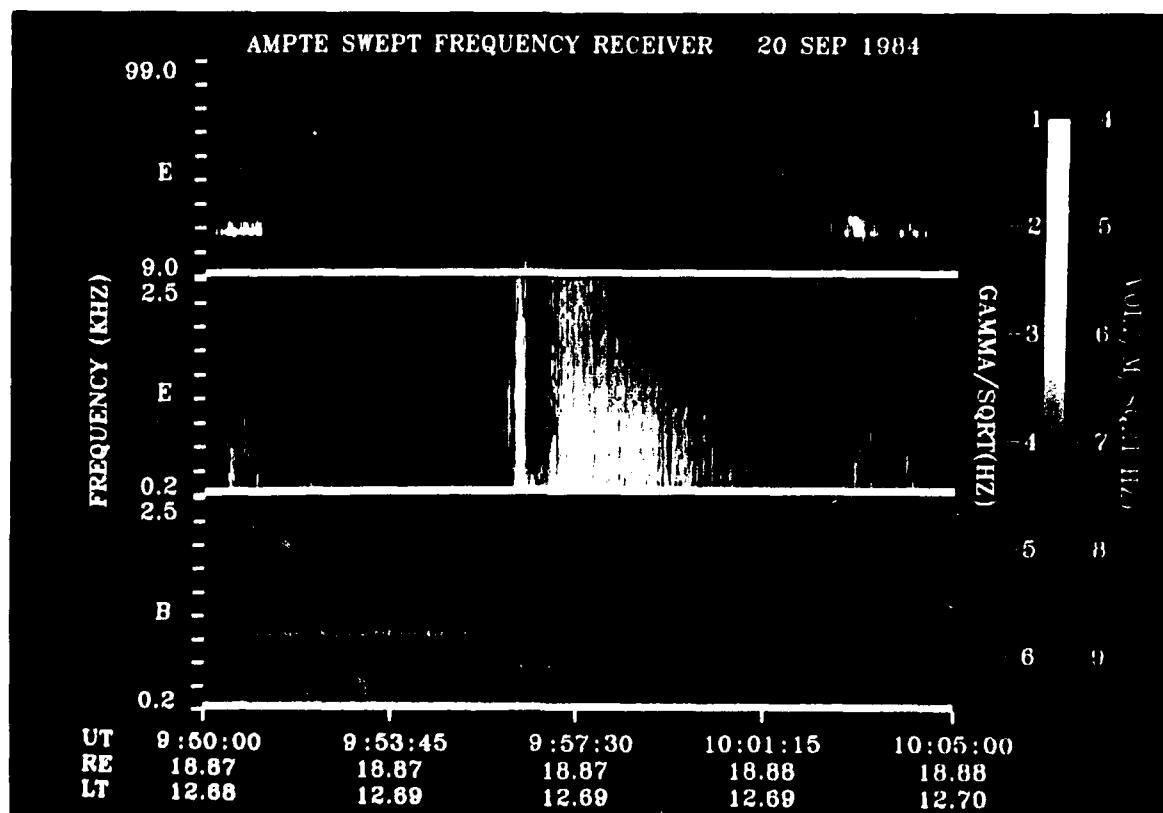 AMPTE SWEPT FREQUENCY RECEIVER 20 SEP 1984
FREQUENCY (KHZ)
99.0
E
9.0
2.5
E
0.2
2.5
B
0.2
UT 9:50:00 9:53:45 9:57:30 10:01:15 10:05:00
RE 18.87 18.87 18.87 18.88 18.88
LT 12.68 12.69 12.69 12.69 12.70
GAMMA/SQRT(HZ)
1 4
-2 5
-3 6
-4 7
-5 8
-6 9